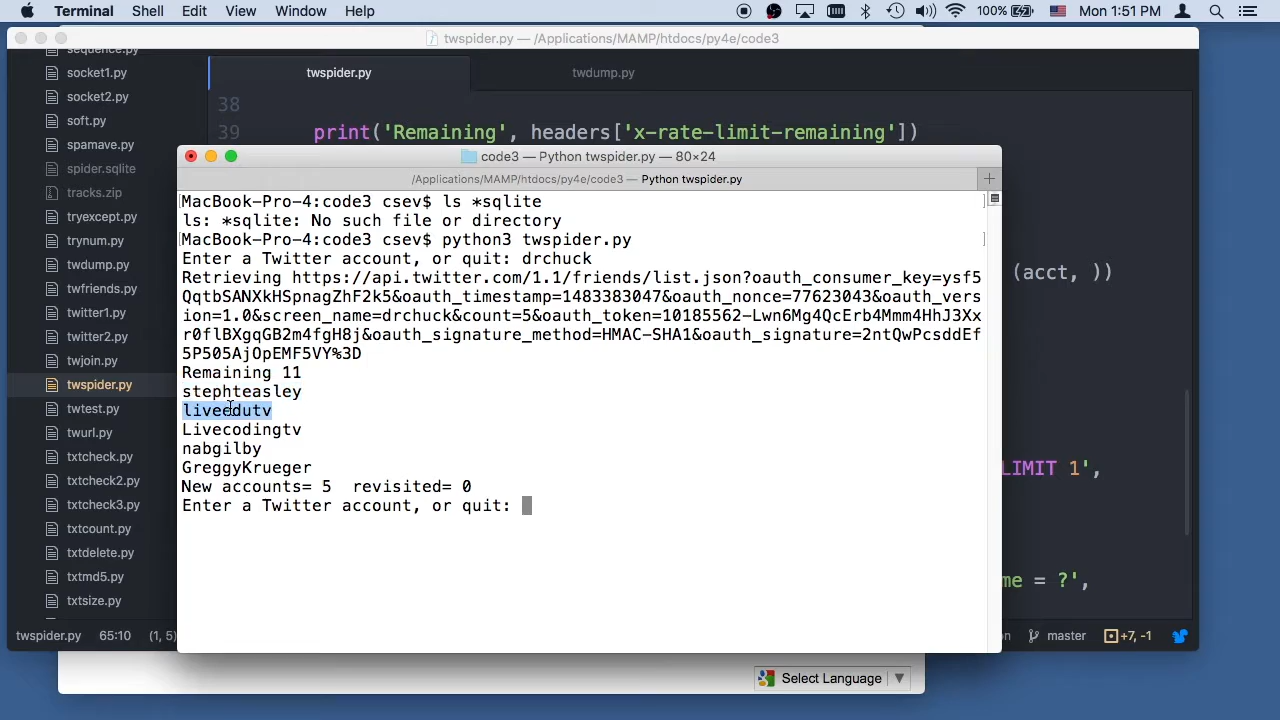 Terminal Shell Edit View Window Help 100% Mon 1:51 PM
twspider.py — /Applications/MAMP/htdocs/py4e/code3
sequence.py
socket1.py
socket2.py
soft.py
spamave.py
spider.sqlite
tracks.zip
tryexcept.py
trynum.py
twdump.py
twfriends.py
twitter1.py
twitter2.py
twjoin.py
twspider.py
twtest.py
twurl.py
txtcheck.py
txtcheck2.py
txtcheck3.py
txtcount.py
txtdelete.py
txtmd5.py
txtsize.py
twspider.py twdump.py
38
39 print('Remaining', headers['x-rate-limit-remaining'])
(acct, ))
LIMIT 1',
me = ?',
code3 — Python twspider.py — 80×24
/Applications/MAMP/htdocs/py4e/code3 — Python twspider.py
MacBook-Pro-4:code3 csev$ ls *sqlite
ls: *sqlite: No such file or directory
MacBook-Pro-4:code3 csev$ python3 twspider.py
Enter a Twitter account, or quit: drchuck
Retrieving https://api.twitter.com/1.1/friends/list.json?oauth_consumer_key=ysf5
QqtbSANXkHSpnagZhF2k5&oauth_timestamp=1483383047&oauth_nonce=77623043&oauth_vers
ion=1.0&screen_name=drchuck&count=5&oauth_token=10185562-Lwn6Mg4QcErb4Mmm4HhJ3Xx
r0flBXgqGB2m4fgH8j&oauth_signature_method=HMAC-SHA1&oauth_signature=2ntQwPcsddEf
5P505AjOpEMF5VY%3D
Remaining 11
stephteasley
liveedutv
Livecodingtv
nabgilby
GreggyKrueger
New accounts= 5  revisited= 0
Enter a Twitter account, or quit:
twspider.py 65:10 (1, 5) on master +7, -1
Select Language ▼